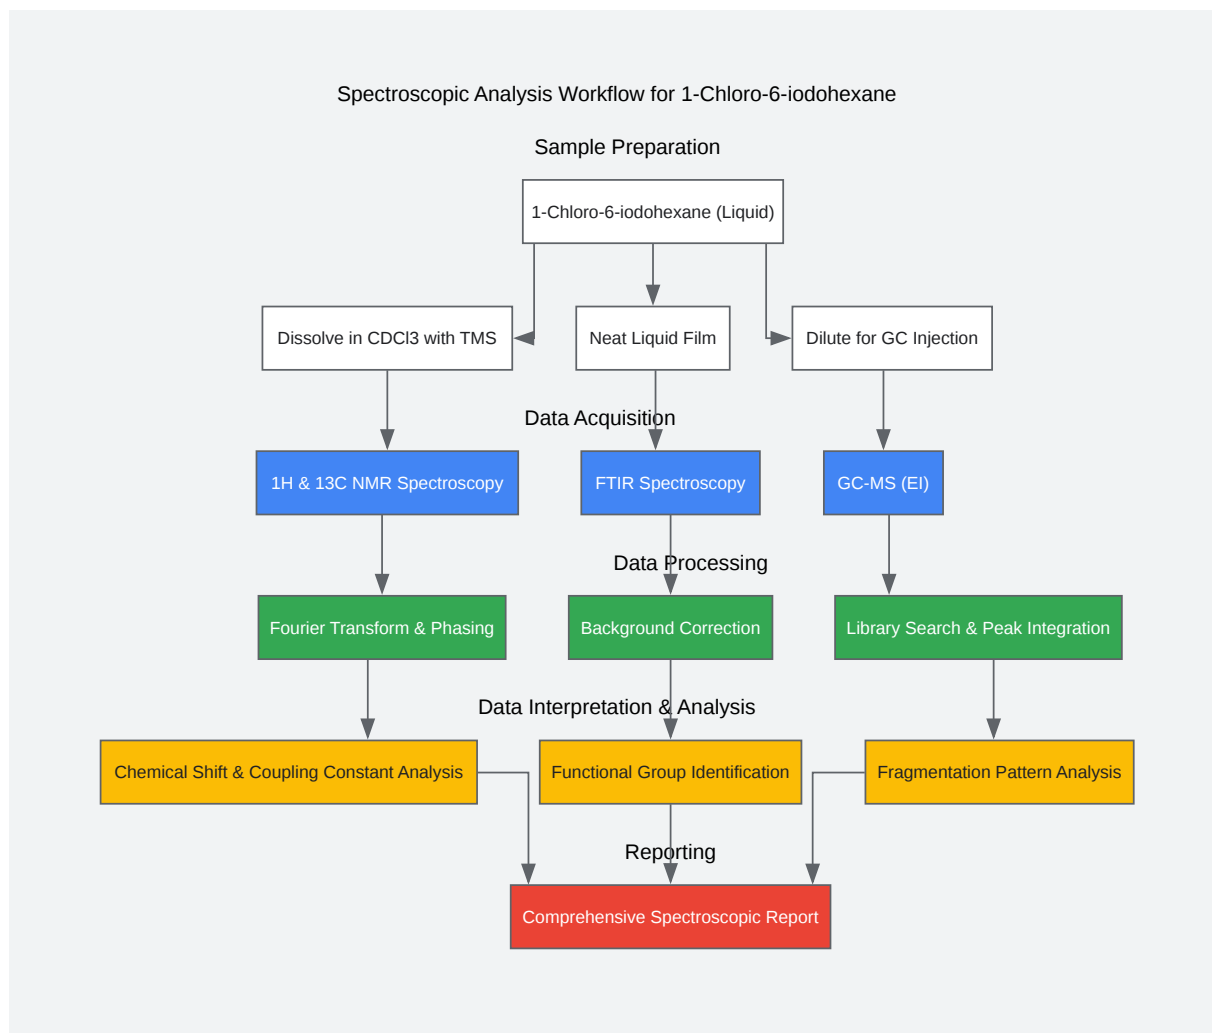 Spectroscopic Analysis Workflow for 1-Chloro-6-iodohexane
Sample Preparation
1-Chloro-6-iodohexane (Liquid)
Dissolve in CDCl3 with TMS
Neat Liquid Film
Dilute for GC Injection
Data Acquisition
1H & 13C NMR Spectroscopy
FTIR Spectroscopy
GC-MS (EI)
Data Processing
Fourier Transform & Phasing
Background Correction
Library Search & Peak Integration
Data Interpretation & Analysis
Chemical Shift & Coupling Constant Analysis
Functional Group Identification
Fragmentation Pattern Analysis
Reporting
Comprehensive Spectroscopic Report